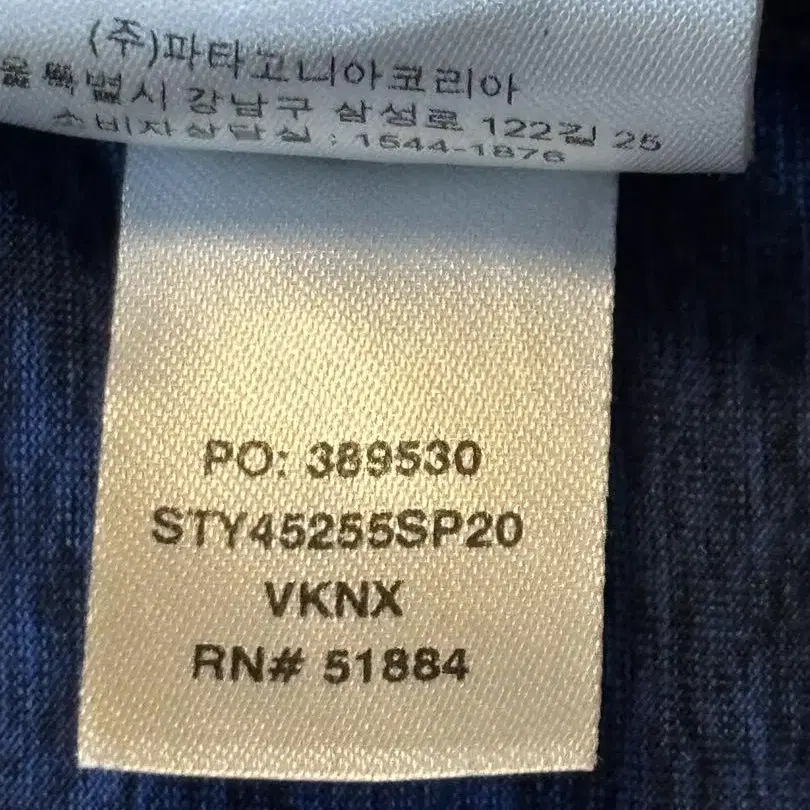 (주)파타고니아코리아
울특별시 강남구 삼성로 122길 25
소비자상담실 : 1544-1876
PO: 389530
STY45255SP20
VKNX
RN# 51884